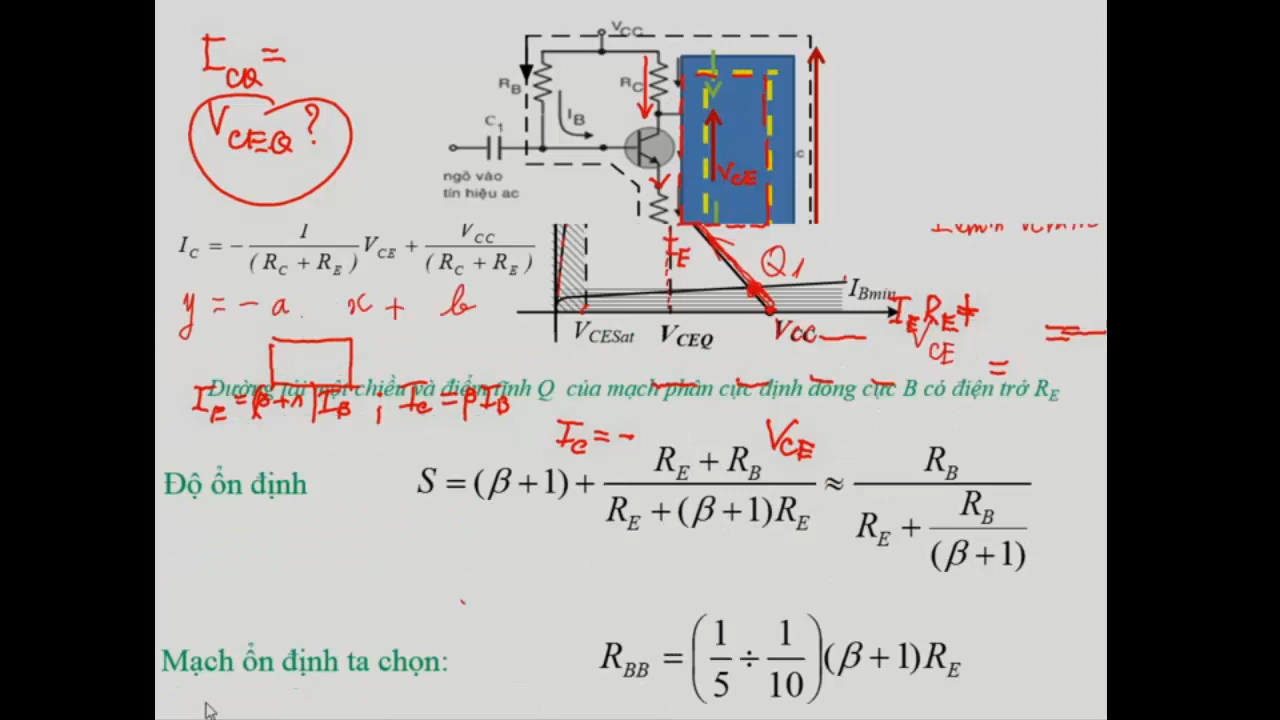 I_CQ =
V_CEQ ?
V_CC
R_B
R_C
I_B
C_1
ngõ vào
tín hiệu ac
V_CE
c
I_C = - 1 / (R_C + R_E) V_CE + V_CC / (R_C + R_E)
y = - a . x + b
I_E
Q1
I_Bmin
V_CESat
V_CEQ
VCC
I_E R_E +
V_CE =
Đường tải một chiều và điểm tĩnh Q của mạch phân cực định dòng cực B có điện trở R_E
I_E = (β+1) I_B ; I_C = β I_B
I_C = - V_CE
Độ ổn định S = (β + 1) + (R_E + R_B) / (R_E + (β + 1)R_E) ≈ R_B / (R_E + R_B / (β + 1))
Mạch ổn định ta chọn: R_BB = (1/5 ÷ 1/10)(β + 1)R_E